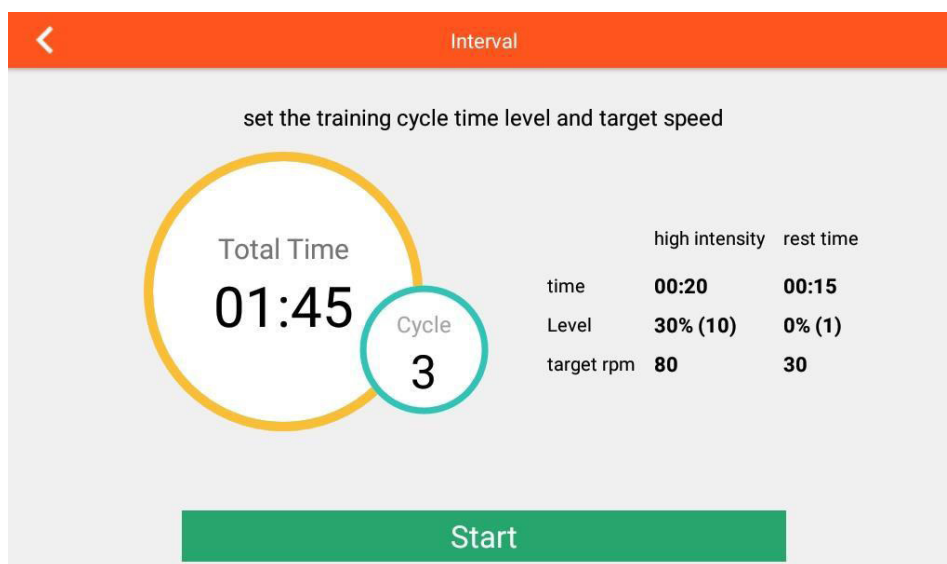 Interval
set the training cycle time level and target speed
Total Time
01:45
Cycle
3
high intensity rest time
time 00:20 00:15
Level 30% (10) 0% (1)
target rpm 80 30
Start